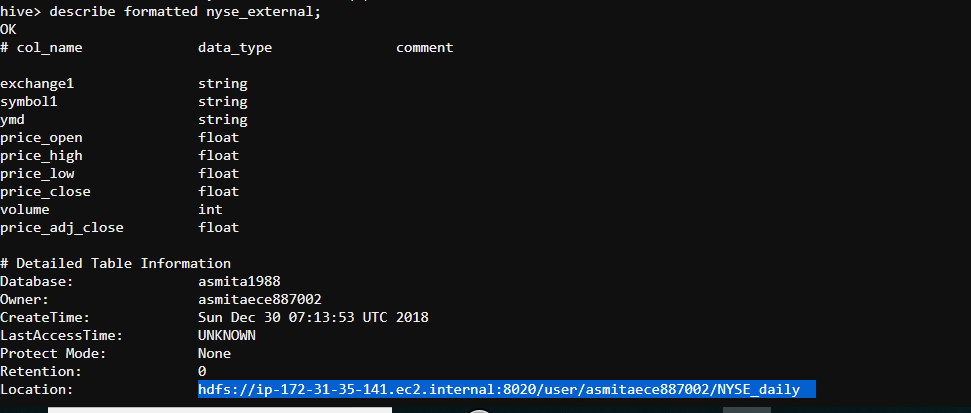 hive> describe formatted nyse_external;
OK
# col_name data_type comment
exchange1 string
symbol1 string
ymd string
price_open float
price_high float
price_low float
price_close float
volume int
price_adj_close float
# Detailed Table Information
Database: asmita1988
Owner: asmitaece887002
CreateTime: Sun Dec 30 07:13:53 UTC 2018
LastAccessTime: UNKNOWN
Protect Mode: None
Retention: 0
Location: hdfs://ip-172-31-35-141.ec2.internal:8020/user/asmitaece887002/NYSE_daily